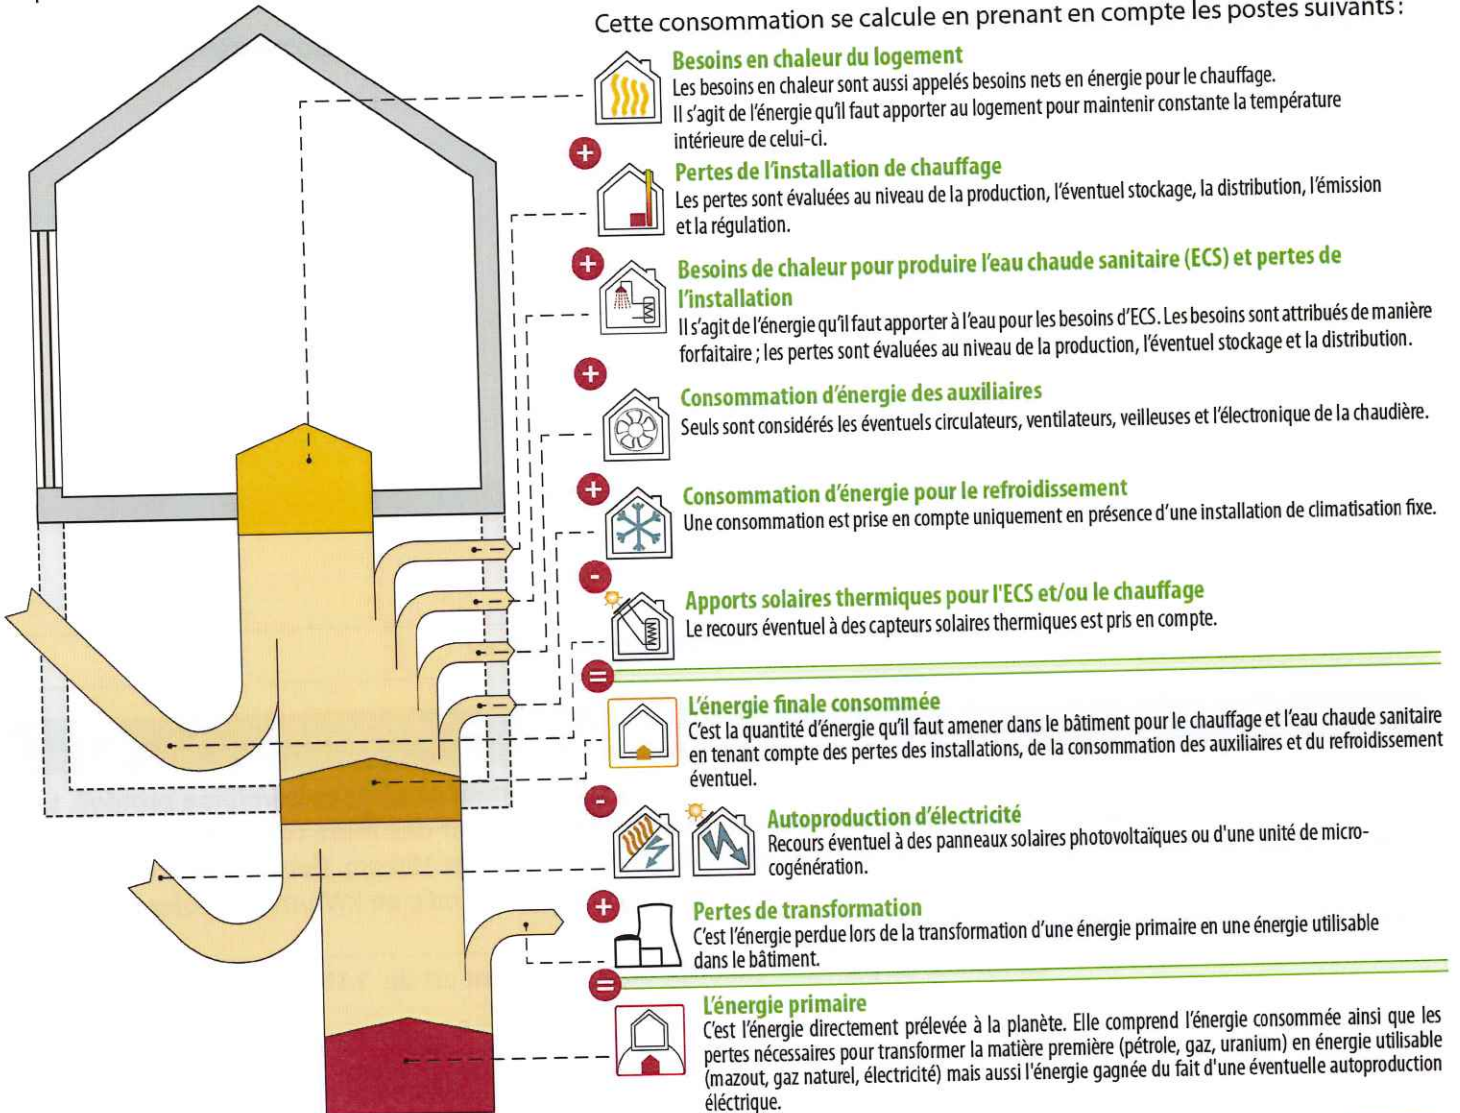 Cette consommation se calcule en prenant en compte les postes suivants :
Besoins en chaleur du logement
Les besoins en chaleur sont aussi appelés besoins nets en énergie pour le chauffage.
Il s'agit de l'énergie qu'il faut apporter au logement pour maintenir constante la température
intérieure de celui-ci.
+
Pertes de l'installation de chauffage
Les pertes sont évaluées au niveau de la production, l'éventuel stockage, la distribution, l'émission
et la régulation.
+
Besoins de chaleur pour produire l'eau chaude sanitaire (ECS) et pertes de
l'installation
Il s'agit de l'énergie qu'il faut apporter à l'eau pour les besoins d'ECS. Les besoins sont attribués de manière
forfaitaire ; les pertes sont évaluées au niveau de la production, l'éventuel stockage et la distribution.
+
Consommation d'énergie des auxiliaires
Seuls sont considérés les éventuels circulateurs, ventilateurs, veilleuses et l'électronique de la chaudière.
+
Consommation d'énergie pour le refroidissement
Une consommation est prise en compte uniquement en présence d'une installation de climatisation fixe.
-
Apports solaires thermiques pour l'ECS et/ou le chauffage
Le recours éventuel à des capteurs solaires thermiques est pris en compte.
=
L'énergie finale consommée
C'est la quantité d'énergie qu'il faut amener dans le bâtiment pour le chauffage et l'eau chaude sanitaire
en tenant compte des pertes des installations, de la consommation des auxiliaires et du refroidissement
éventuel.
-
Autoproduction d'électricité
Recours éventuel à des panneaux solaires photovoltaïques ou d'une unité de micro-
cogénération.
+
Pertes de transformation
C'est l'énergie perdue lors de la transformation d'une énergie primaire en une énergie utilisable
dans le bâtiment.
=
L'énergie primaire
C'est l'énergie directement prélevée à la planète. Elle comprend l'énergie consommée ainsi que les
pertes nécessaires pour transformer la matière première (pétrole, gaz, uranium) en énergie utilisable
(mazout, gaz naturel, électricité) mais aussi l'énergie gagnée du fait d'une éventuelle autoproduction
éléctrique.